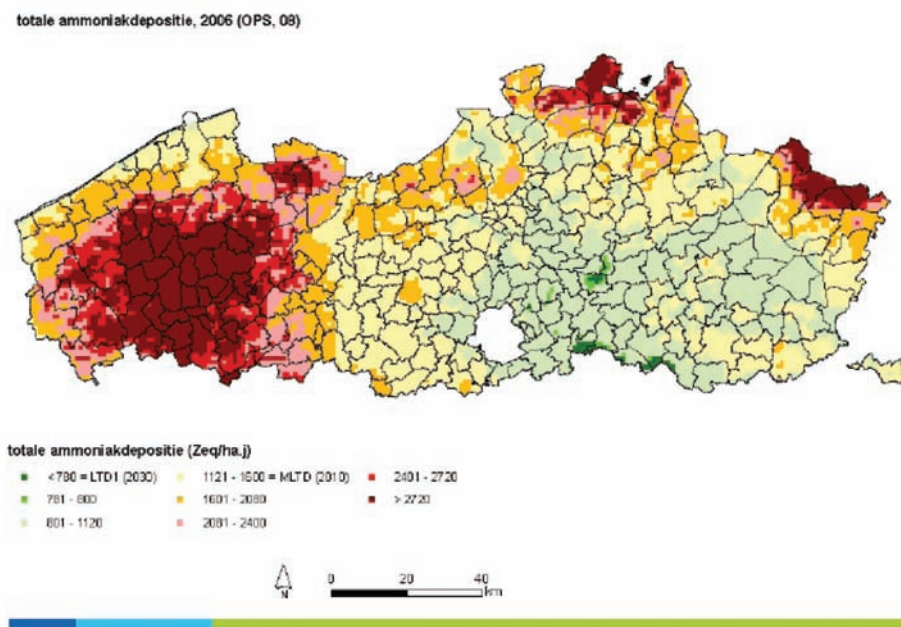 totale ammoniakdepositie, 2006 (OPS, 08)
totale ammoniakdepositie (Zeq/ha.j)
<780 = LTD1 (2030)
781 - 800
801 - 1120
1121 - 1600 = MLTD (2010)
1601 - 2080
2081 - 2400
2401 - 2720
> 2720
N
0 20 40
km